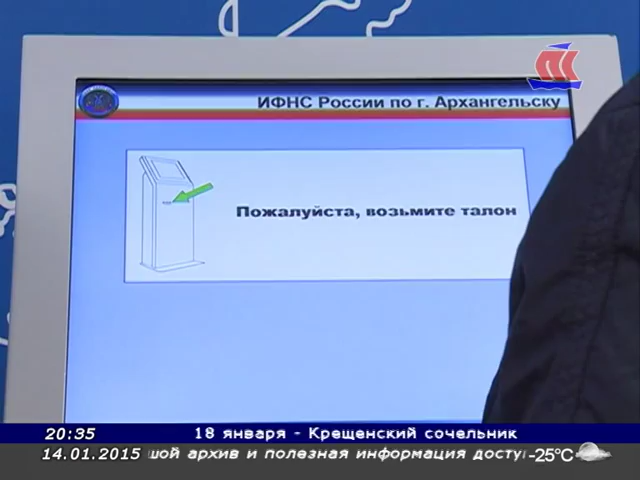 ИФНС России по г. Архангельску
Пожалуйста, возьмите талон
20:35 18 января - Крещенский сочельник
14.01.2015 шой архив и полезная информация досту -25°C